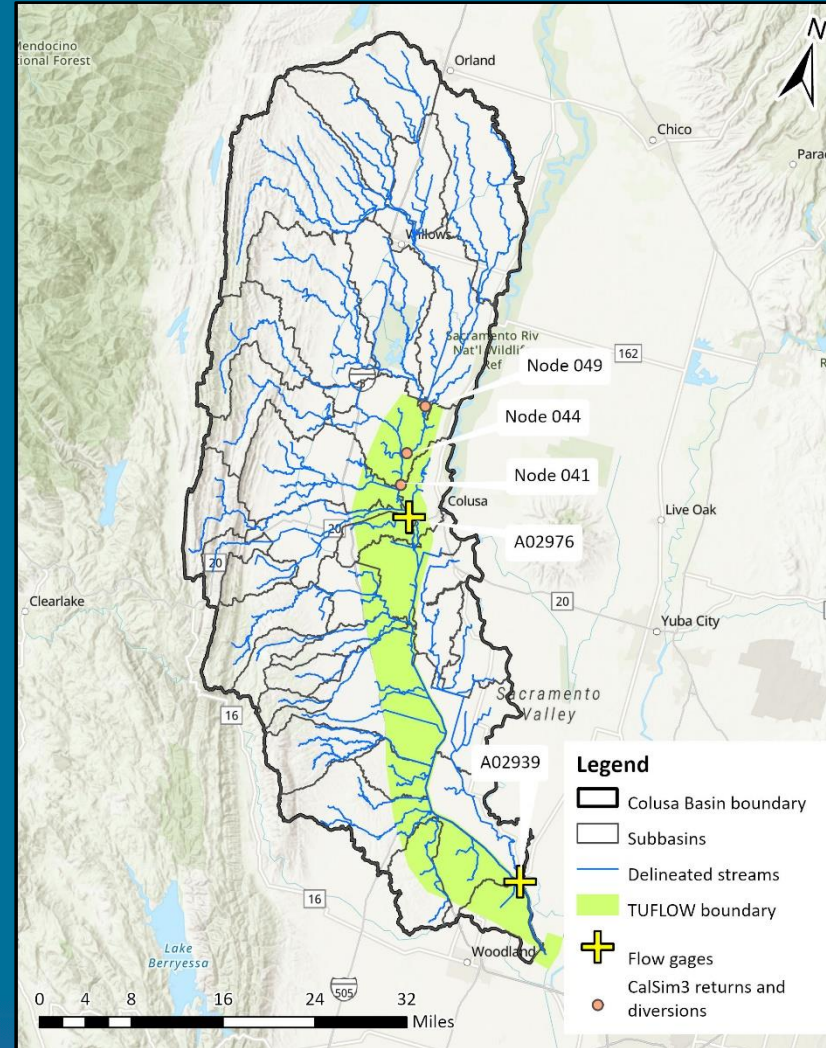 Mendocino
ional Forest
Orland
N
Chico
Parad
Willows
Sacramento Riv
Nat'l Wildlif
Ref
162
Node 049
5
Node 044
Node 041
Colusa
Live Oak
20
A02976
20
Clearlake
20
Yuba City
Sacramento
Valley
16
A02939
Legend
Colusa Basin boundary
Subbasins
Delineated streams
TUFLOW boundary
Flow gages
CalSim3 returns and
diversions
16
Woodland
Lake
Berryessa
505
0 4 8 16 24 32
Miles